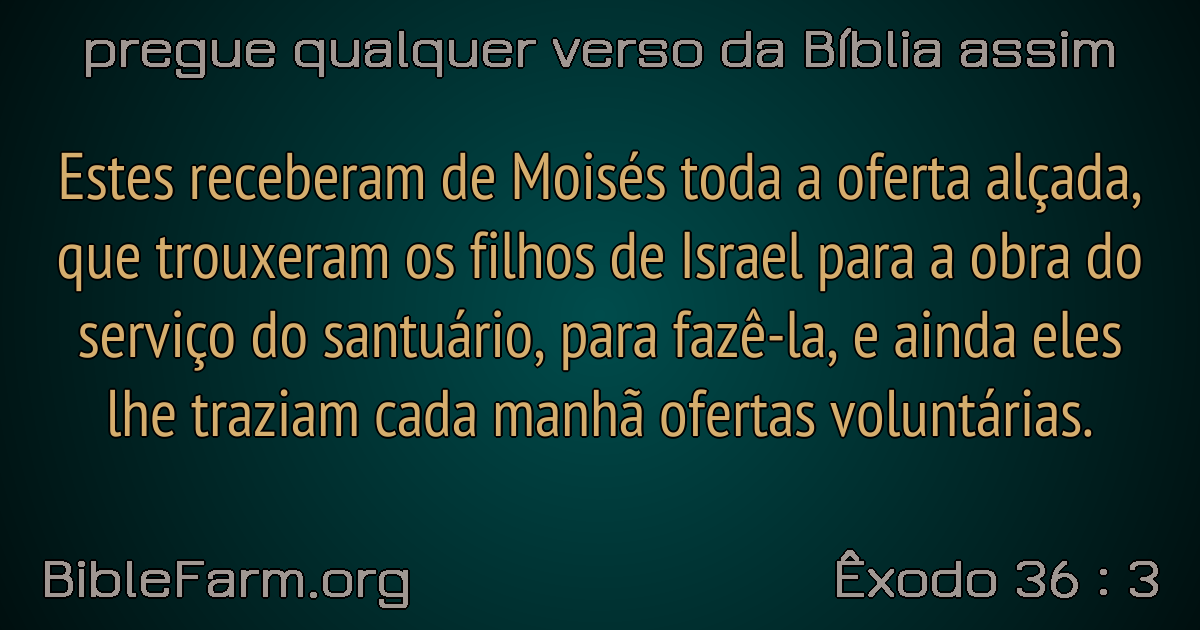 pregue qualquer verso da Bíblia assim
Estes receberam de Moisés toda a oferta alçada,
que trouxeram os filhos de Israel para a obra do
serviço do santuário, para fazê-la, e ainda eles
lhe traziam cada manhã ofertas voluntárias.
BibleFarm.org
Êxodo 36 : 3